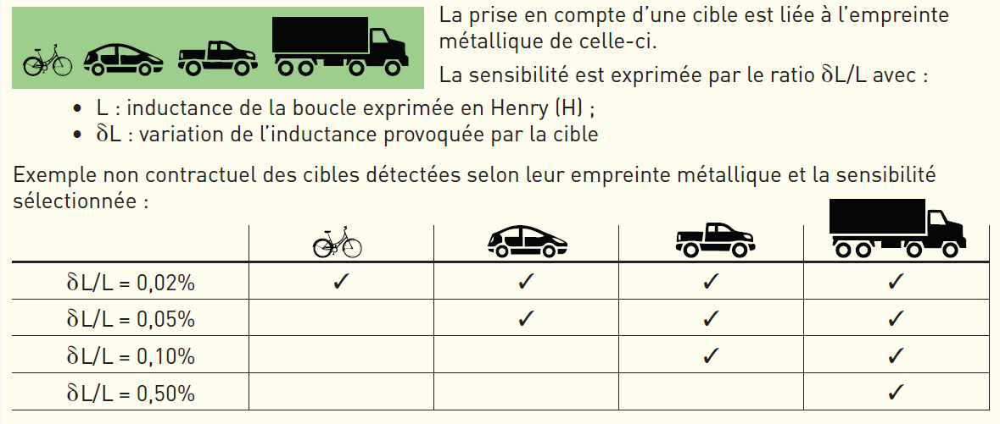 La prise en compte d'une cible est liée à l'empreinte
métallique de celle-ci.
La sensibilité est exprimée par le ratio δL/L avec :
• L : inductance de la boucle exprimée en Henry (H) ;
• δL : variation de l'inductance provoquée par la cible
Exemple non contractuel des cibles détectées selon leur empreinte métallique et la sensibilité
sélectionnée :
δL/L = 0,02% ✓ ✓ ✓ ✓
δL/L = 0,05% ✓ ✓ ✓
δL/L = 0,10% ✓ ✓
δL/L = 0,50% ✓